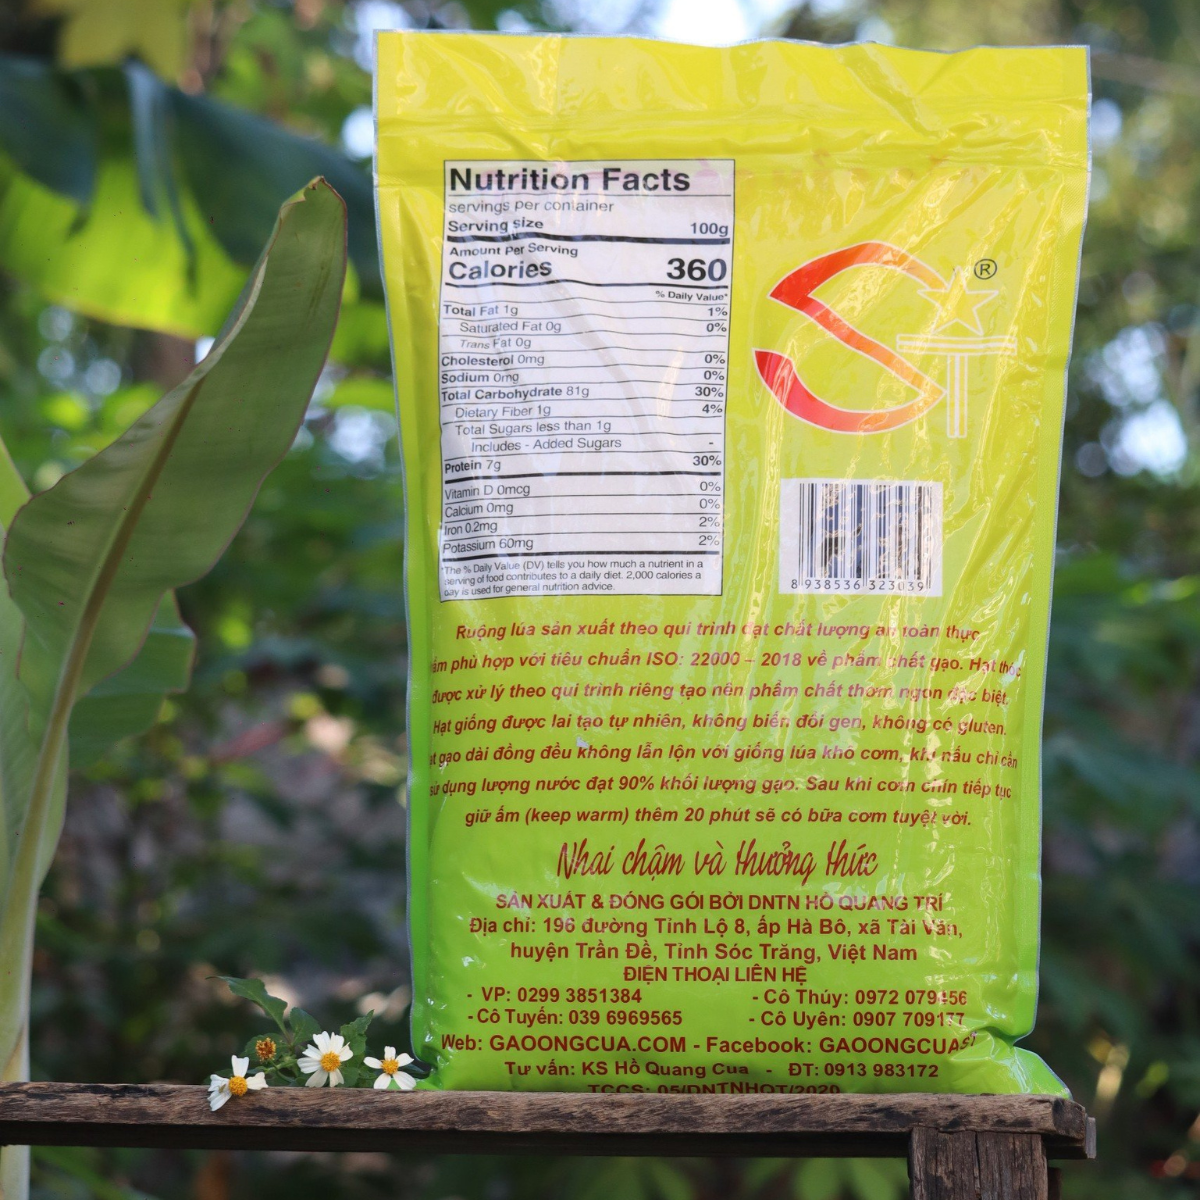 Nutrition Facts
servings per container
Serving size 100g
Amount Per Serving
Calories 360
% Daily Value*
Total Fat 1g 1%
Saturated Fat 0g 0%
Trans Fat 0g
Cholesterol 0mg 0%
Sodium 0mg 0%
Total Carbohydrate 81g 30%
Dietary Fiber 1g 4%
Total Sugars less than 1g
Includes - Added Sugars -
Protein 7g 30%
Vitamin D 0mcg 0%
Calcium 0mg 0%
Iron 0.2mg 2%
Potassium 60mg 2%
*The % Daily Value (DV) tells you how much a nutrient in a
serving of food contributes to a daily diet. 2,000 calories a
day is used for general nutrition advice.
®
8 938536 323039
Ruộng lúa sản xuất theo qui trình đạt chất lượng an toàn thực
phù hợp với tiêu chuẩn ISO: 22000 – 2018 về phẩm chất gạo. Hạt thóc
được xử lý theo qui trình riêng tạo nên phẩm chất thơm ngon đặc biệt.
Hạt giống được lai tạo tự nhiên, không biến đổi gen, không có gluten.
gạo dài đồng đều không lẫn lộn với giống lúa khô cơm, khi nấu chỉ cần
sử dụng lượng nước đạt 90% khối lượng gạo. Sau khi cơm chín tiếp tục
giữ ấm (keep warm) thêm 20 phút sẽ có bữa cơm tuyệt vời.
Nhai chậm và thưởng thức
SẢN XUẤT & ĐÓNG GÓI BỞI DNTN HỒ QUANG TRÍ
Địa chỉ: 196 đường Tỉnh Lộ 8, ấp Hà Bô, xã Tài Văn,
huyện Trần Đề, Tỉnh Sóc Trăng, Việt Nam
ĐIỆN THOẠI LIÊN HỆ
- VP: 0299 3851384 - Cô Thúy: 0972 079456
- Cô Tuyến: 039 6969565 - Cô Uyên: 0907 709177
Web: GAOONGCUA.COM - Facebook: GAOONGCUAST
Tư vấn: KS Hồ Quang Cua - ĐT: 0913 983172
TCCS: 05/DNTNHQT/2020